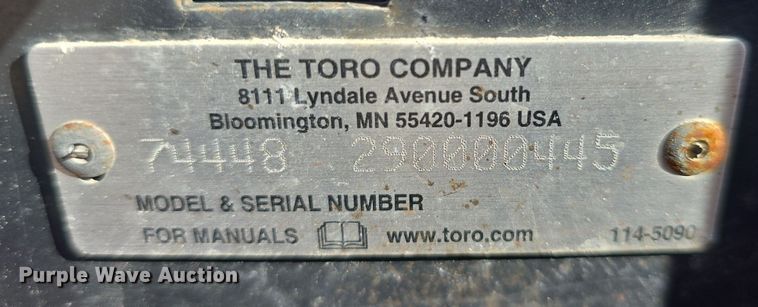 THE TORO COMPANY
8111 Lyndale Avenue South
Bloomington, MN 55420-1196 USA
74448 290000445
MODEL & SERIAL NUMBER
FOR MANUALS www.toro.com 114-5090
Purple Wave Auction